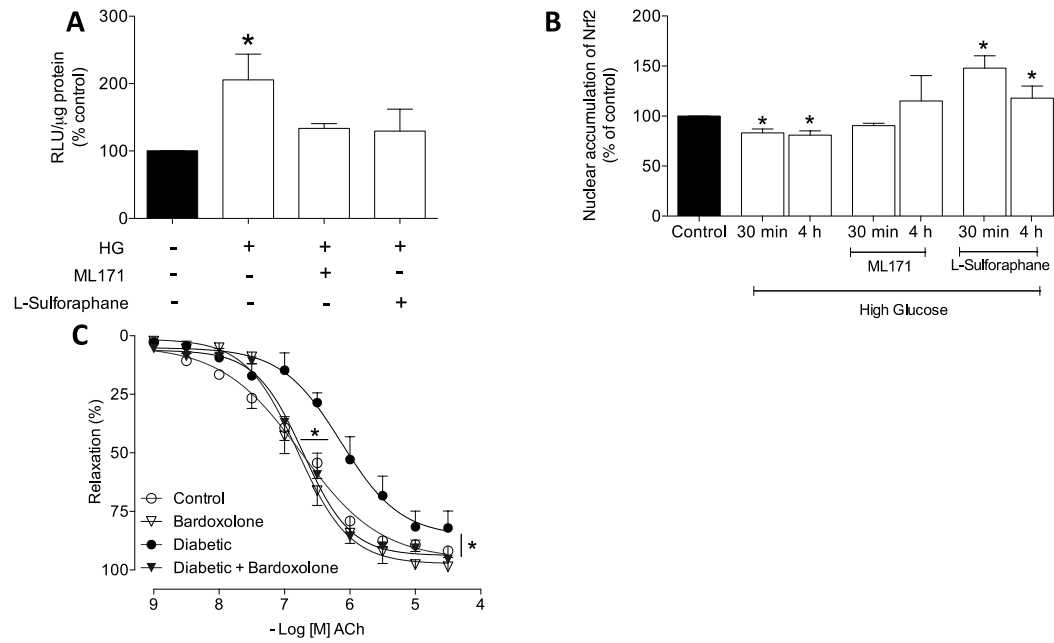 A
RLU/µg protein
(% control)
300
200
100
0
*
HG - + + +
ML171 - - + -
L-Sulforaphane - - - +
B
Nuclear accumulation of Nrf2
(% of control)
200
150
100
50
0
* * * *
Control 30 min 4 h 30 min 4 h 30 min 4 h
ML171 L-Sulforaphane
High Glucose
C
Relaxation (%)
0
25
50
75
100
*
*
Control
Bardoxolone
Diabetic
Diabetic + Bardoxolone
9 8 7 6 5 4
- Log [M] ACh